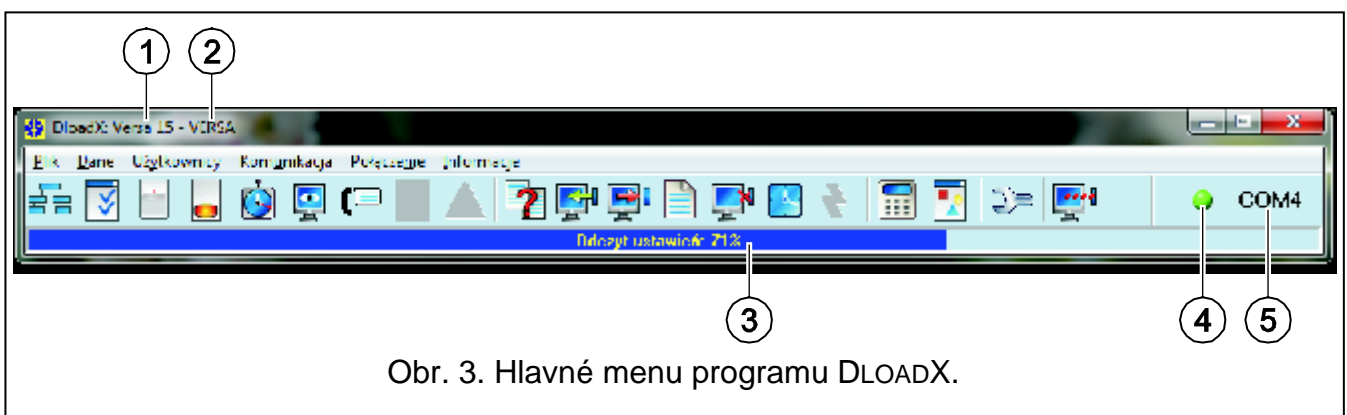 1 2
DloadX: Versa 15 - VERSA
Plik Dane Użytkownicy Komunikacja Połączenie Informacje
COM4
Odczyt ustawień: 71%
3 4 5
Obr. 3. Hlavné menu programu DLOADX.